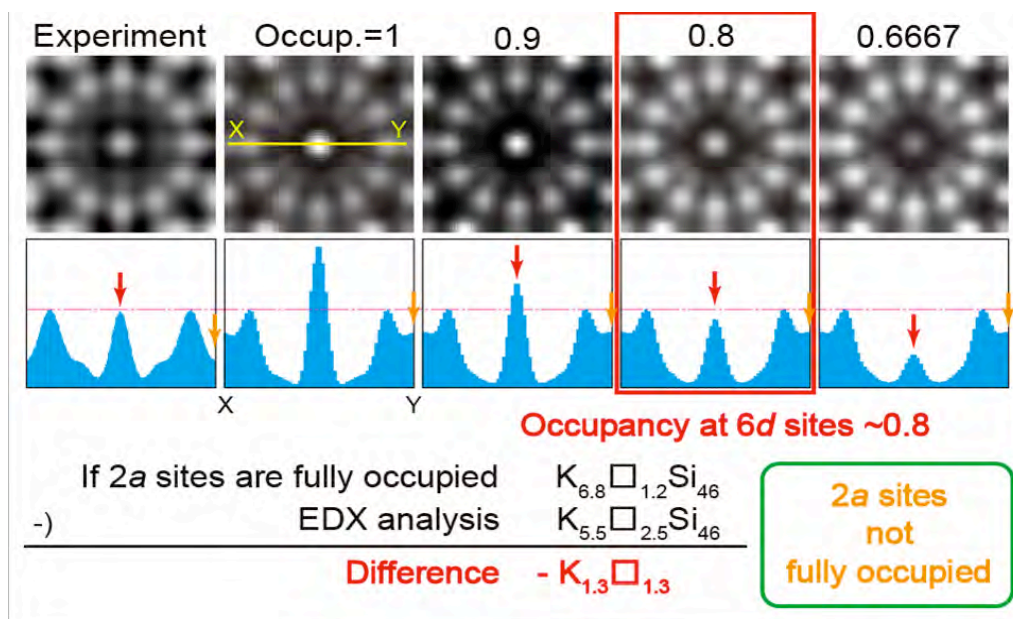 Experiment Occup.=1 0.9 0.8 0.6667
X Y
X Y
Occupancy at 6d sites ~0.8
If 2a sites are fully occupied K6.8□1.2Si46
-) EDX analysis K5.5□2.5Si46
Difference - K1.3□1.3
2a sites
not
fully occupied